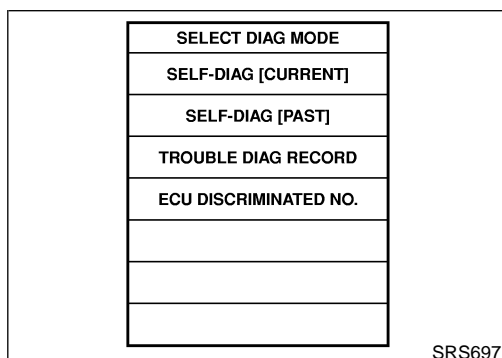 SELECT DIAG MODE
SELF-DIAG [CURRENT]
SELF-DIAG [PAST]
TROUBLE DIAG RECORD
ECU DISCRIMINATED NO.
SRS697